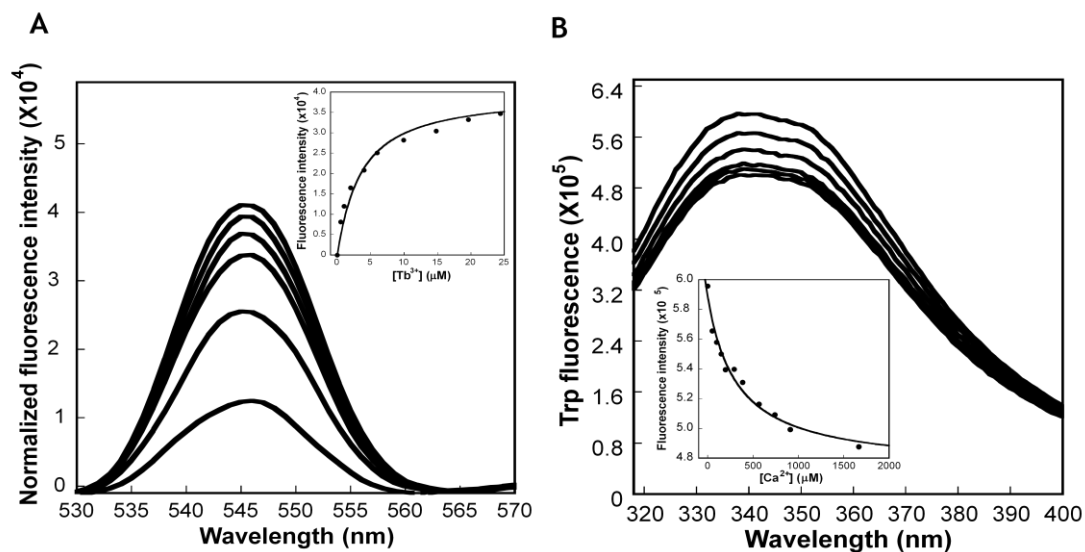 A
Normalized fluorescence intensity (X10⁴)
5
4
3
2
1
0
530 535 540 545 550 555 560 565 570
Wavelength (nm)
Fluorescence intensity (x10⁴)
4.0
3.5
3.0
2.5
2.0
1.5
1.0
0.5
0
0 5 10 15 20 25
[Tb³⁺] (μM)
B
Trp fluorescence (X10⁵)
6.4
5.6
4.8
4.0
3.2
2.4
1.6
0.8
0
320 330 340 350 360 370 380 390 400
Wavelength (nm)
Fluorescence intensity (x10⁻⁵)
6.0
5.8
5.6
5.4
5.2
5.0
4.8
0 500 1000 1500 2000
[Ca²⁺] (μM)